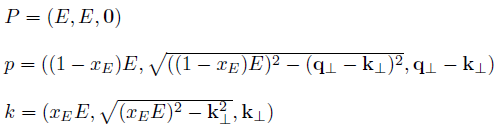 P = (E, E, 0)
p = ((1 − x_E)E, √(((1 − x_E)E)² − (q_⊥ − k_⊥)²), q_⊥ − k_⊥)
k = (x_E E, √((x_E E)² − k_⊥²), k_⊥)